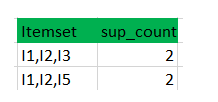 Itemset sup_count
I1,I2,I3 2
I1,I2,I5 2